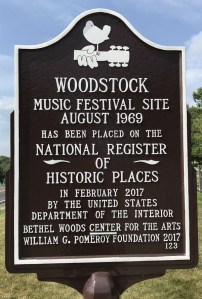 WOODSTOCK
MUSIC FESTIVAL SITE
AUGUST 1969
HAS BEEN PLACED ON THE
NATIONAL REGISTER
OF
HISTORIC PLACES
IN FEBRUARY 2017
BY THE UNITED STATES
DEPARTMENT OF THE INTERIOR
BETHEL WOODS CENTER FOR THE ARTS
WILLIAM G. POMEROY FOUNDATION 2017
123